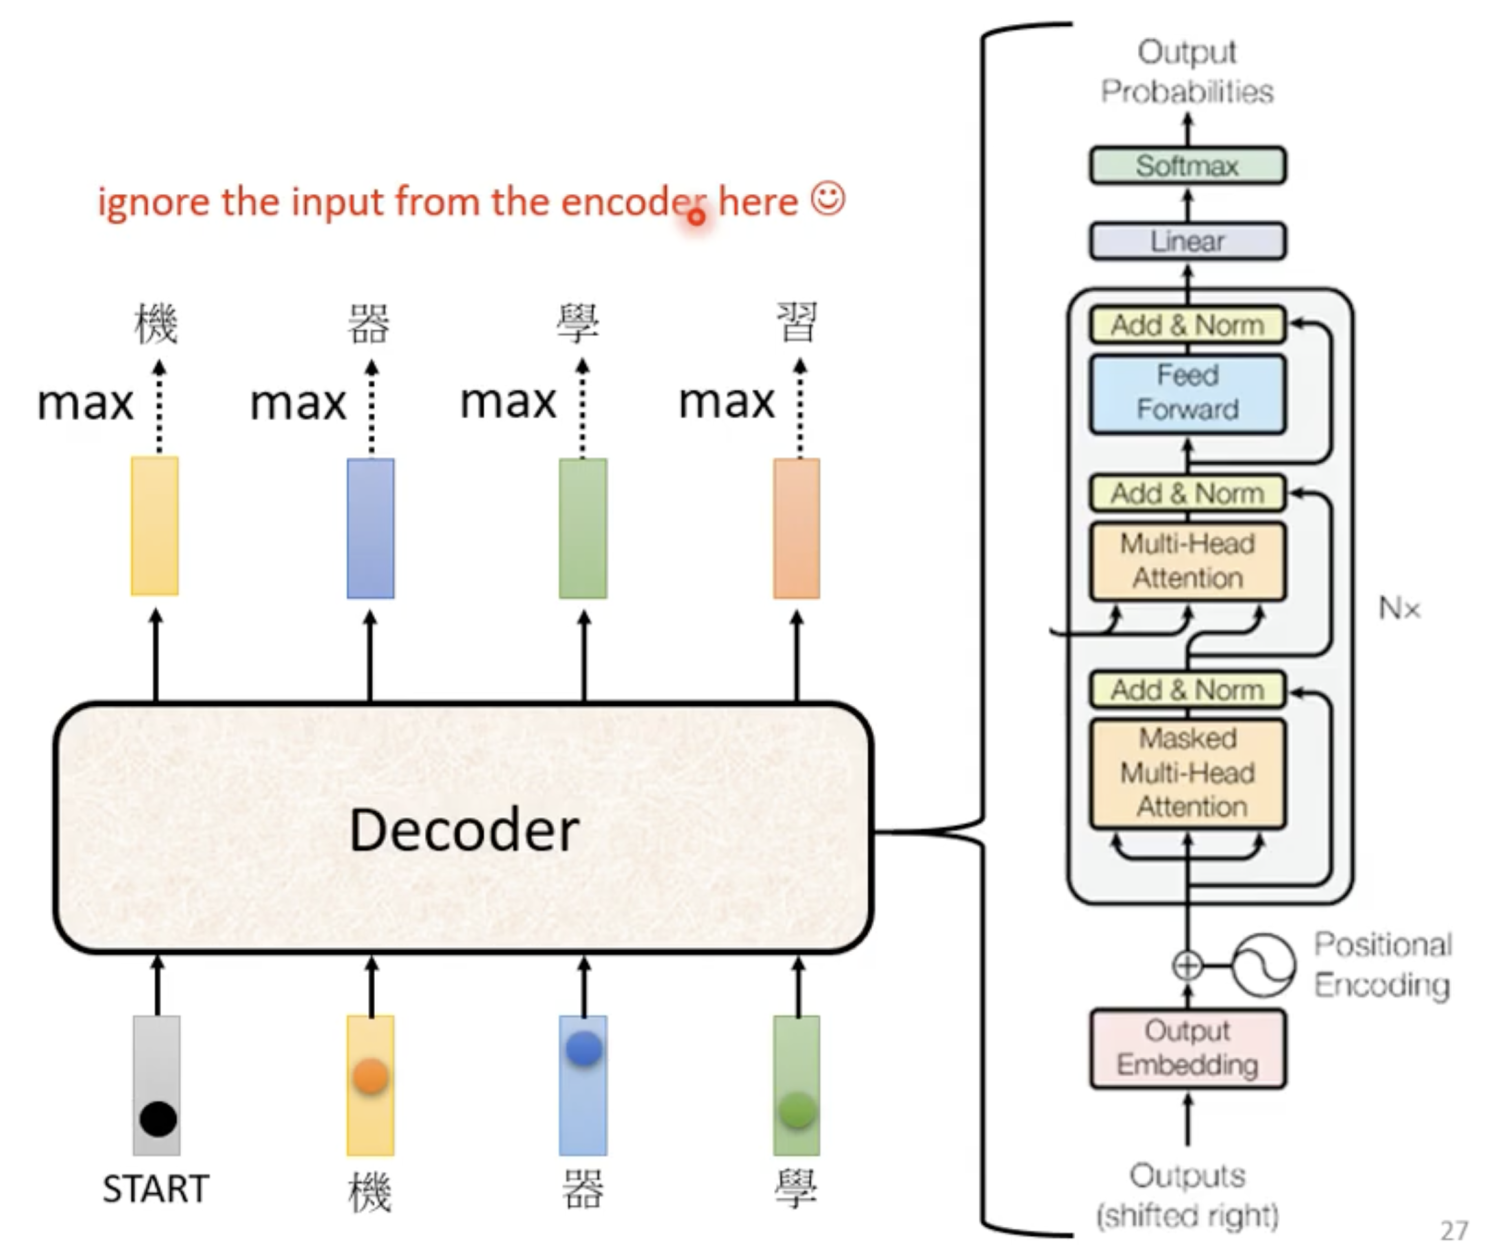 ignore the input from the encoder here ☺
機 器 學 習
max max max max
Decoder
START 機 器 學
Output
Probabilities
Softmax
Linear
Add & Norm
Feed
Forward
Add & Norm
Multi-Head
Attention
N×
Add & Norm
Masked
Multi-Head
Attention
Positional
Encoding
Output
Embedding
Outputs
(shifted right)
27